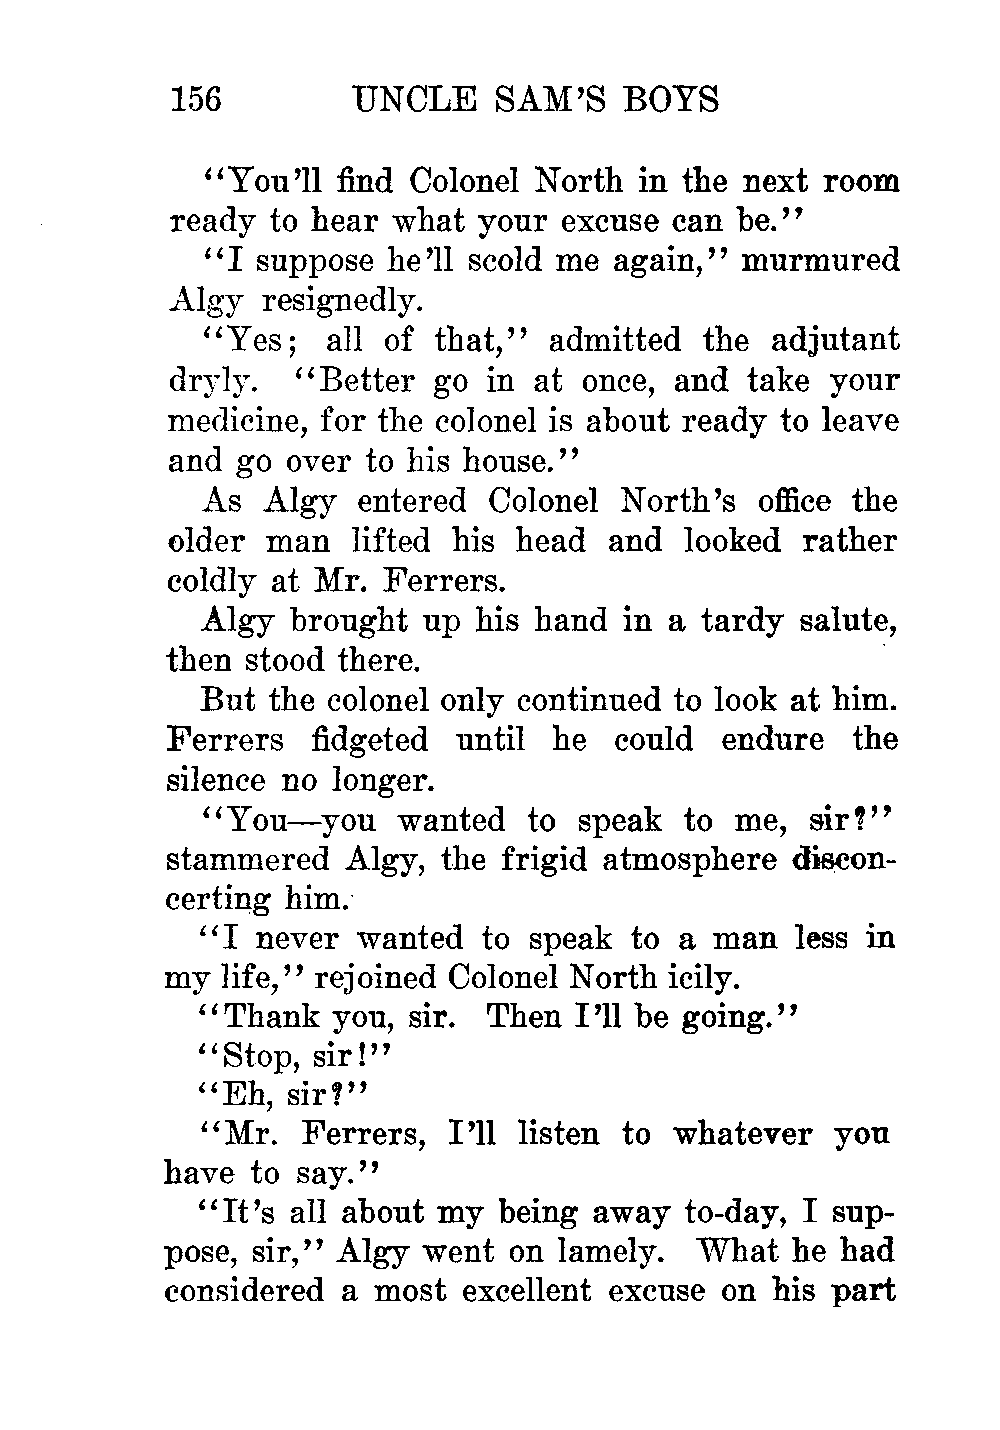 156 UNCLE SAM'S BOYS
"You'll find Colonel North in the next room
ready to hear what your excuse can be."
"I suppose he'll scold me again," murmured
Algy resignedly.
"Yes; all of that," admitted the adjutant
dryly. "Better go in at once, and take your
medicine, for the colonel is about ready to leave
and go over to his house."
As Algy entered Colonel North's office the
older man lifted his head and looked rather
coldly at Mr. Ferrers.
Algy brought up his hand in a tardy salute,
then stood there.
But the colonel only continued to look at him.
Ferrers fidgeted until he could endure the
silence no longer.
"You—you wanted to speak to me, sir?"
stammered Algy, the frigid atmosphere discon-
certing him.
"I never wanted to speak to a man less in
my life," rejoined Colonel North icily.
"Thank you, sir. Then I'll be going."
"Stop, sir!"
"Eh, sir?"
"Mr. Ferrers, I'll listen to whatever you
have to say."
"It's all about my being away to-day, I sup-
pose, sir," Algy went on lamely. What he had
considered a most excellent excuse on his part